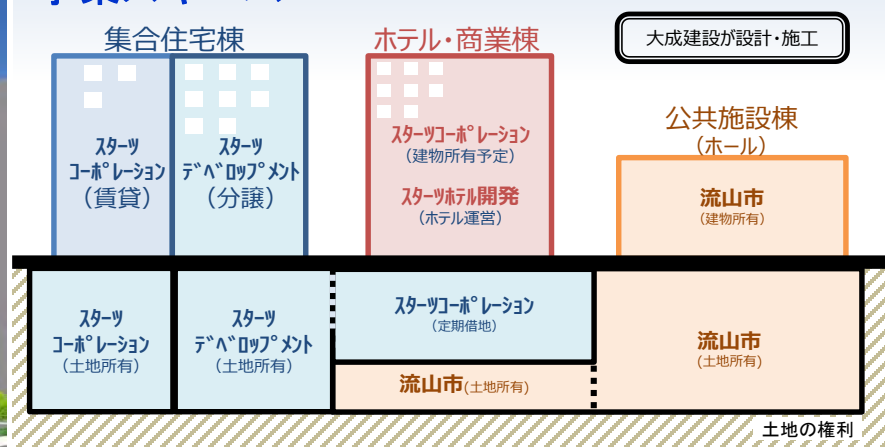 集合住宅棟
ホテル・商業棟
大成建設が設計・施工
公共施設棟
（ホール）
ｽﾀｰﾂ
ｺｰﾎﾟﾚｰｼｮﾝ
（賃貸）
ｽﾀｰﾂ
ﾃﾞﾍﾞﾛｯﾌﾟﾒﾝﾄ
（分譲）
ｽﾀｰﾂｺｰﾎﾟﾚｰｼｮﾝ
（建物所有予定）
ｽﾀｰﾂﾎﾃﾙ開発
（ホテル運営）
流山市
（建物所有）
ｽﾀｰﾂ
ｺｰﾎﾟﾚｰｼｮﾝ
（土地所有）
ｽﾀｰﾂ
ﾃﾞﾍﾞﾛｯﾌﾟﾒﾝﾄ
（土地所有）
ｽﾀｰﾂｺｰﾎﾟﾚｰｼｮﾝ
（定期借地）
流山市(土地所有)
流山市
（土地所有）
土地の権利